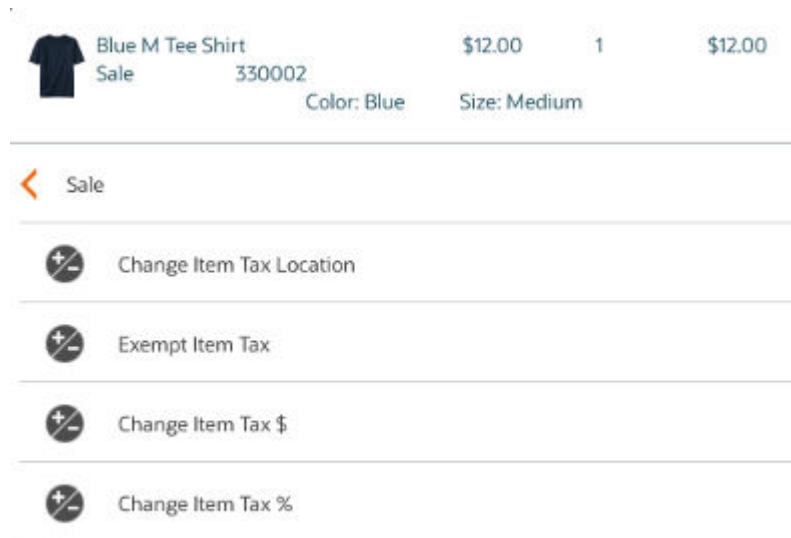 Blue M Tee Shirt $12.00 1 $12.00
Sale 330002
Color: Blue Size: Medium
Sale
Change Item Tax Location
Exempt Item Tax
Change Item Tax $
Change Item Tax %